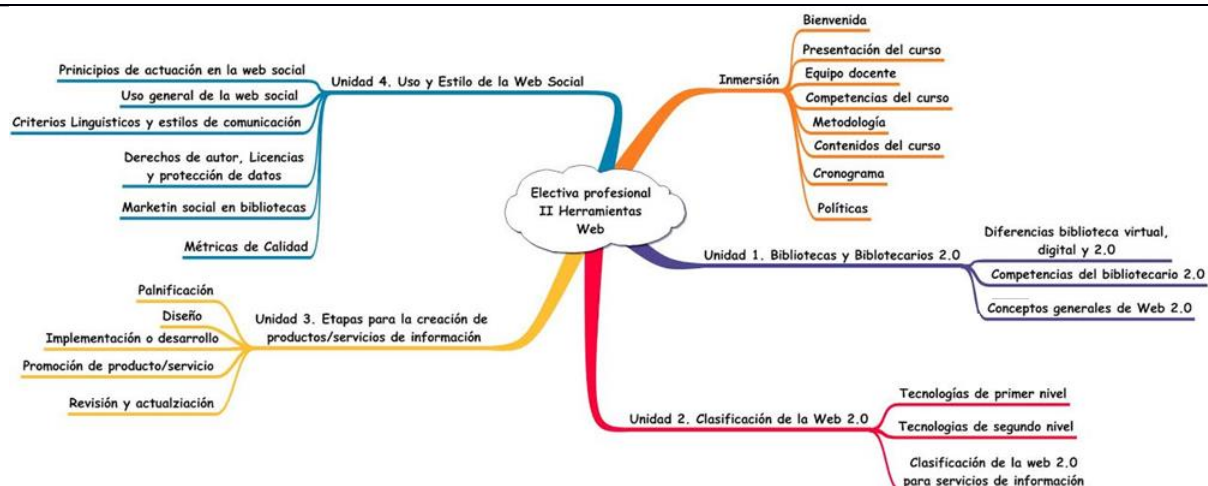 Electiva profesional
II Herramientas
Web
Inmersión
Bienvenida
Presentación del curso
Equipo docente
Competencias del curso
Metodología
Contenidos del curso
Cronograma
Políticas
Unidad 1. Bibliotecas y Biblotecarios 2.0
Diferencias biblioteca virtual,
digital y 2.0
Competencias del bibliotecario 2.0
Conceptos generales de Web 2.0
Unidad 2. Clasificación de la Web 2.0
Tecnologías de primer nivel
Tecnologias de segundo nivel
Clasificación de la web 2.0
para servicios de información
Unidad 3. Etapas para la creación de
productos/servicios de información
Palnificación
Diseño
Implementación o desarrollo
Promoción de producto/servicio
Revisión y actualziación
Unidad 4. Uso y Estilo de la Web Social
Prinicipios de actuación en la web social
Uso general de la web social
Criterios Linguisticos y estilos de comunicación
Derechos de autor, Licencias
y protección de datos
Marketin social en bibliotecas
Métricas de Calidad